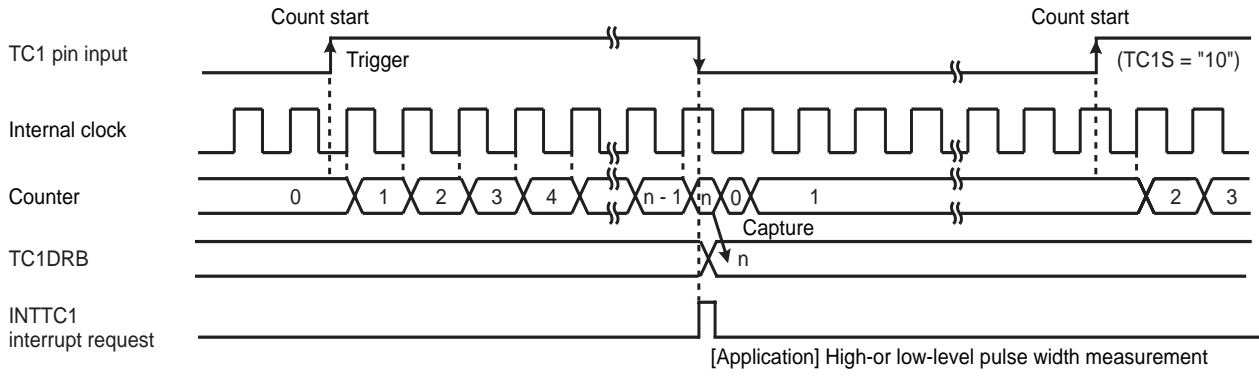 Count start
Count start
TC1 pin input
Trigger
(TC1S = "10")
Internal clock
Counter
0
1
2
3
4
n - 1
n
0
1
2
3
Capture
TC1DRB
n
INTTC1
interrupt request
[Application] High-or low-level pulse width measurement